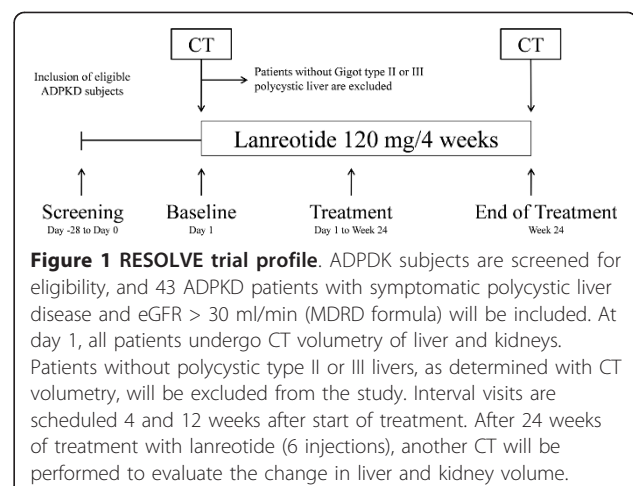 CT
CT
Inclusion of eligible
ADPKD subjects
Patients without Gigot type II or III
polycystic liver are excluded
Lanreotide 120 mg/4 weeks
Screening
Day -28 to Day 0
Baseline
Day 1
Treatment
Day 1 to Week 24
End of Treatment
Week 24
Figure 1 RESOLVE trial profile. ADPDK subjects are screened for
eligibility, and 43 ADPKD patients with symptomatic polycystic liver
disease and eGFR > 30 ml/min (MDRD formula) will be included. At
day 1, all patients undergo CT volumetry of liver and kidneys.
Patients without polycystic type II or III livers, as determined with CT
volumetry, will be excluded from the study. Interval visits are
scheduled 4 and 12 weeks after start of treatment. After 24 weeks
of treatment with lanreotide (6 injections), another CT will be
performed to evaluate the change in liver and kidney volume.